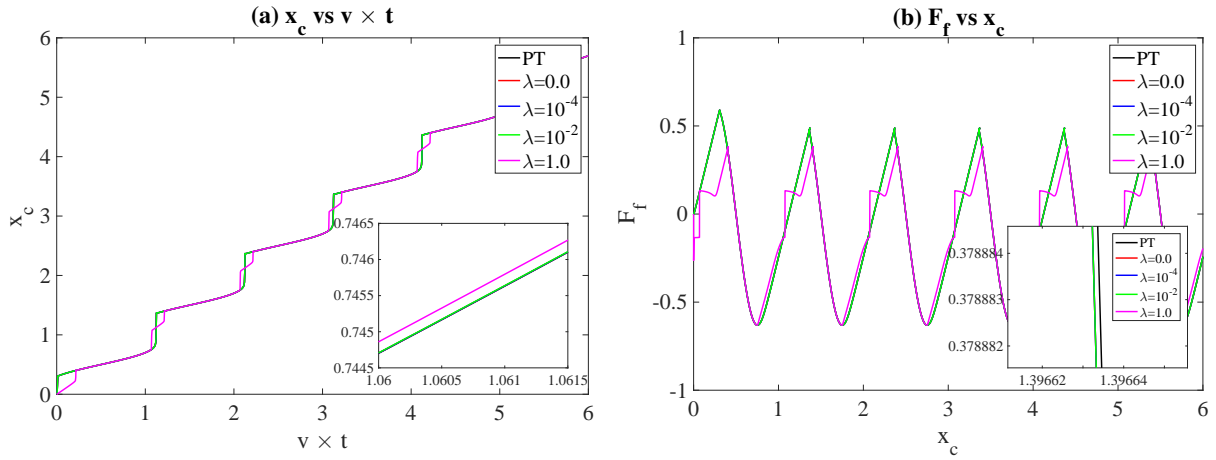 (a) x_c vs v × t
6
5
4
3
2
1
0
x_c
0 1 2 3 4 5 6
v × t
PT
λ=0.0
λ=10^-4
λ=10^-2
λ=1.0
0.7465
0.746
0.7455
0.745
0.7445
1.06 1.0605 1.061 1.0615
(b) F_f vs x_c
1
0.5
0
-0.5
-1
F_f
0 1 2 3 4 5 6
x_c
PT
λ=0.0
λ=10^-4
λ=10^-2
λ=1.0
0.378884
0.378883
0.378882
1.39662 1.39664
PT
λ=0.0
λ=10^-4
λ=10^-2
λ=1.0